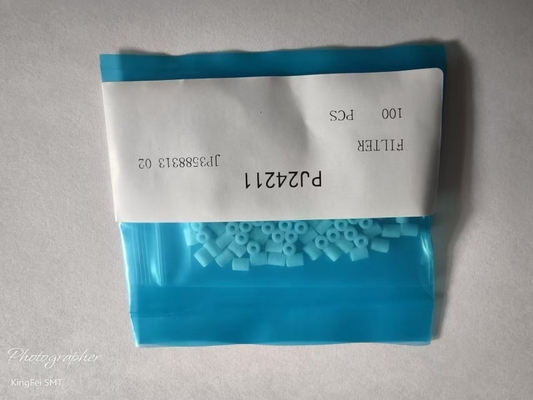 PJ24211
JP3588313 02
FILTER
100 PCS
Photographer
KingFei SMT